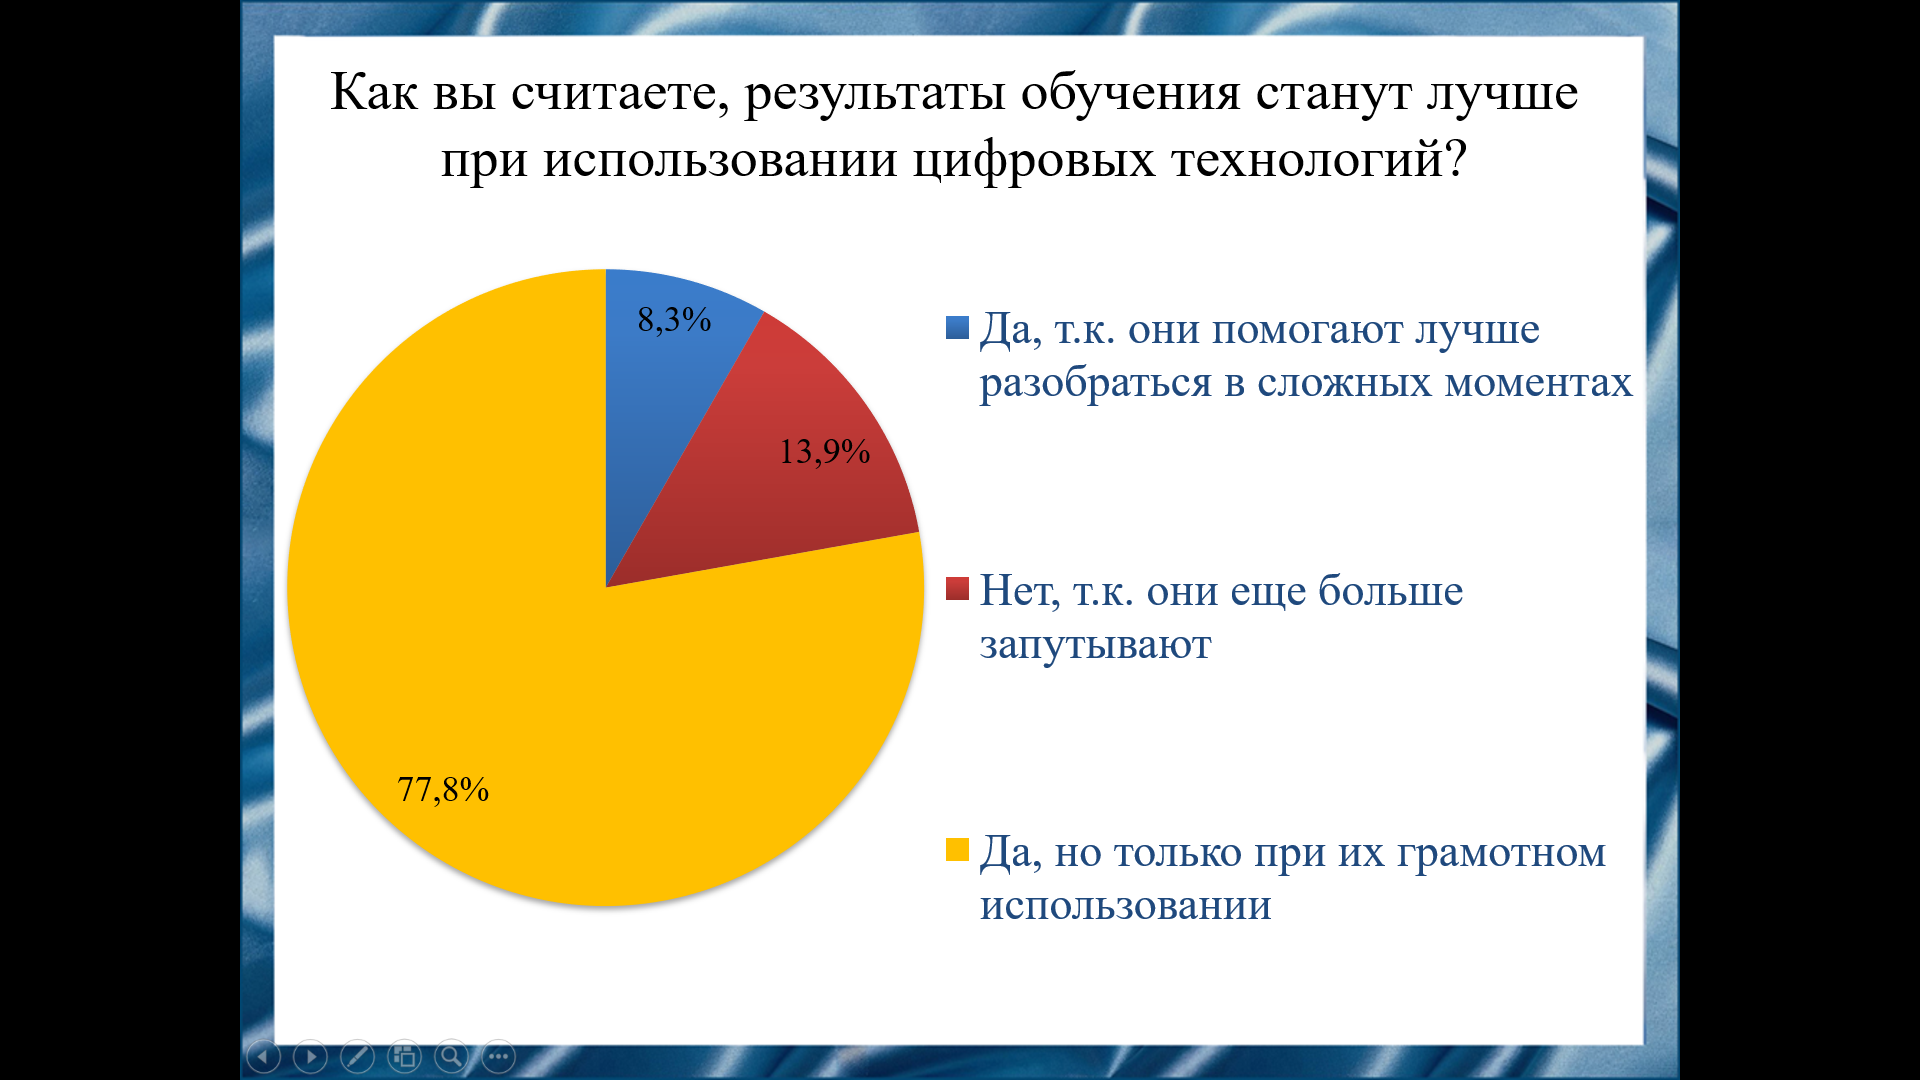 Как вы считаете, результаты обучения станут лучше
при использовании цифровых технологий?
8,3%
13,9%
77,8%
Да, т.к. они помогают лучше
разобраться в сложных моментах
Нет, т.к. они еще больше
запутывают
Да, но только при их грамотном
использовании